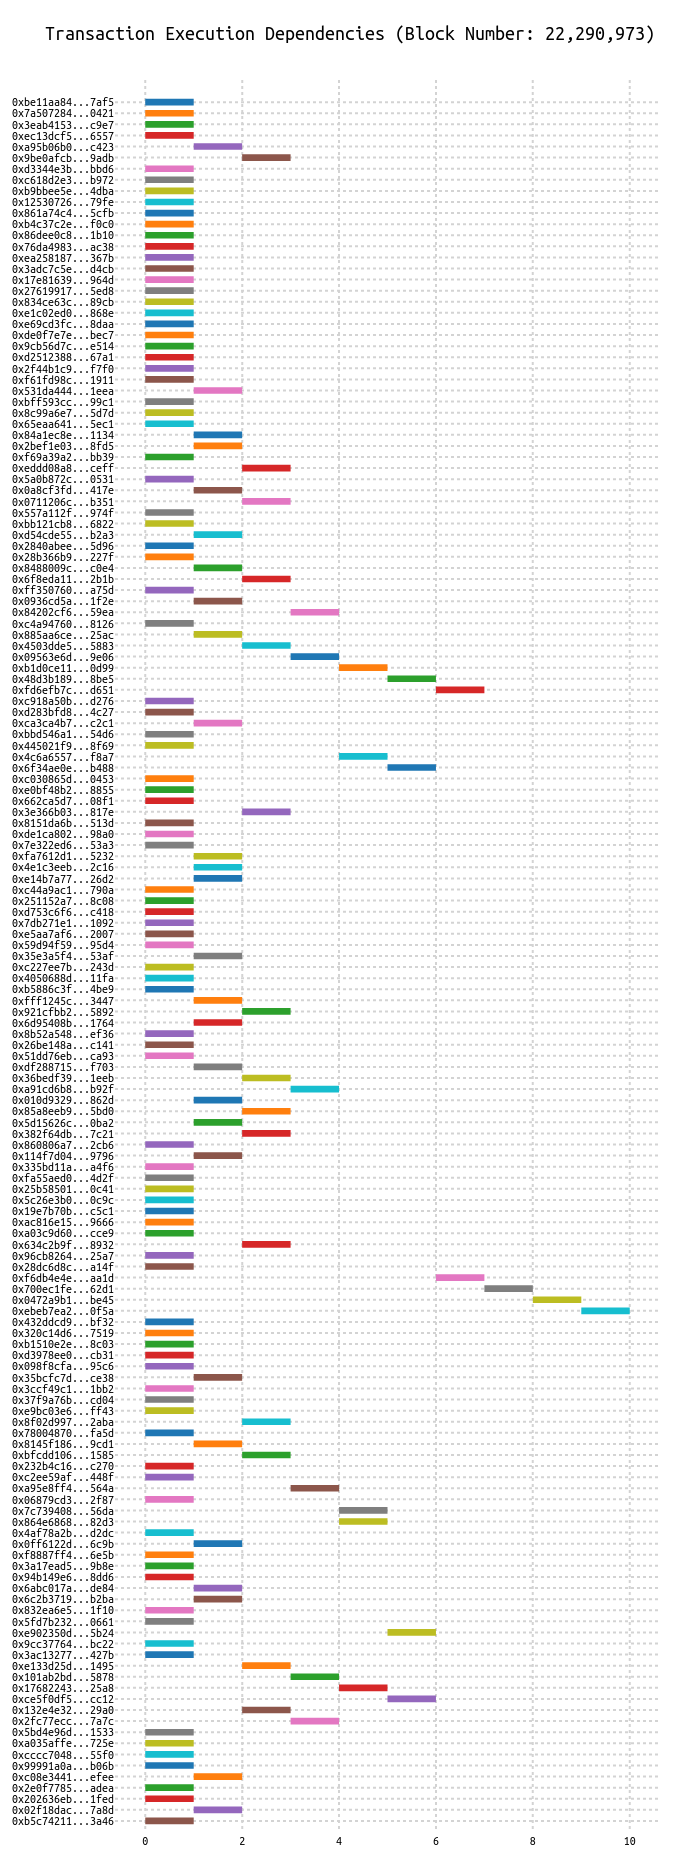 Transaction Execution Dependencies (Block Number: 22,290,973)
0xbe11aa84...7af5
0x7a507284...0421
0x3eab4153...c9e7
0xec13dcf5...6557
0xa95b06b0...c423
0x9be0afcb...9adb
0xd3344e3b...bbd6
0xc618d2e3...b972
0xb9bbee5e...4dba
0x12530726...79fe
0x861a74c4...5cfb
0xb4c37c2e...f0c0
0x86dee0c8...1b10
0x76da4983...ac38
0xea258187...367b
0x3adc7c5e...d4cb
0x17e81639...964d
0x27619917...5ed8
0x834ce63c...89cb
0xe1c02ed0...868e
0xe69cd3fc...8daa
0xde0f7e7e...bec7
0x9cb56d7c...e514
0xd2512388...67a1
0x2f44b1c9...f7f0
0xf61fd98c...1911
0x531da444...1eea
0xbff593cc...99c1
0x8c99a6e7...5d7d
0x65eaa641...5ec1
0x84a1ec8e...1134
0x2bef1e03...8fd5
0xf69a39a2...bb39
0xeddd08a8...ceff
0x5a0b872c...0531
0x0a8cf3fd...417e
0x0711206c...b351
0x557a112f...974f
0xbb121cb8...6822
0xd54cde55...b2a3
0x2840abee...5d96
0x28b366b9...227f
0x8488009c...c0e4
0x6f8eda11...2b1b
0xff350760...a75d
0x0936cd5a...1f2e
0x84202cf6...59ea
0xc4a94760...8126
0x885aa6ce...25ac
0x4503dde5...5883
0x09563e6d...9e06
0xb1d0ce11...0d99
0x48d3b189...8be5
0xfd6efb7c...d651
0xc918a50b...d276
0xd283bfd8...4c27
0xca3ca4b7...c2c1
0xbbd546a1...54d6
0x445021f9...8f69
0x4c6a6557...f8a7
0x6f34ae0e...b488
0xc030865d...0453
0xe0bf48b2...8855
0x662ca5d7...08f1
0x3e366b03...817e
0x8151da6b...513d
0xde1ca802...98a0
0x7e322ed6...53a3
0xfa7612d1...5232
0x4e1c3eeb...2c16
0xe14b7a77...26d2
0xc44a9ac1...790a
0x251152a7...8c08
0xd753c6f6...c418
0x7db271e1...1092
0xe5aa7af6...2007
0x59d94f59...95d4
0x35e3a5f4...53af
0xc227ee7b...243d
0x4050688d...11fa
0xb5886c3f...4be9
0xfff1245c...3447
0x921cfbb2...5892
0x6d95408b...1764
0x8b52a548...ef36
0x26be148a...c141
0x51dd76eb...ca93
0xdf288715...f703
0x36bedf39...1eeb
0xa91cd6b8...b92f
0x010d9329...862d
0x85a8eeb9...5bd0
0x5d15626c...0ba2
0x382f64db...7c21
0x860806a7...2cb6
0x114f7d04...9796
0x335bd11a...a4f6
0xfa55aed0...4d2f
0x25b58501...0c41
0x5c26e3b0...0c9c
0x19e7b70b...c5c1
0xac816e15...9666
0xa03c9d60...cce9
0x634c2b9f...8932
0x96cb8264...25a7
0x28dc6d8c...a14f
0xf6db4e4e...aa1d
0x700ec1fe...62d1
0x0472a9b1...be45
0xebeb7ea2...0f5a
0x432ddcd9...bf32
0x320c14d6...7519
0xb1510e2e...8c03
0xd3978ee0...cb31
0x098f8cfa...95c6
0x35bcfc7d...ce38
0x3ccf49c1...1bb2
0x37f9a76b...cd04
0xe9bc03e6...ff43
0x8f02d997...2aba
0x78004870...fa5d
0x8145f186...9cd1
0xbfcdd106...1585
0x232b4c16...c270
0xc2ee59af...448f
0xa95e8ff4...564a
0x06879cd3...2f87
0x7c739408...56da
0x864e6868...82d3
0x4af78a2b...d2dc
0x0ff6122d...6c9b
0xf8887ff4...6e5b
0x3a17ead5...9b8e
0x94b149e6...8dd6
0x6abc017a...de84
0x6c2b3719...b2ba
0x832ea6e5...1f10
0x5fd7b232...0661
0xe902350d...5b24
0x9cc37764...bc22
0x3ac13277...427b
0xe133d25d...1495
0x101ab2bd...5878
0x17682243...25a8
0xce5f0df5...cc12
0x132e4e32...29a0
0x2fc77ecc...7a7c
0x5bd4e96d...1533
0xa035affe...725e
0xcccc7048...55f0
0x99991a0a...b06b
0xc08e3441...efee
0x2e0f7785...adea
0x202636eb...1fed
0x02f18dac...7a8d
0xb5c74211...3a46
0 2 4 6 8 10